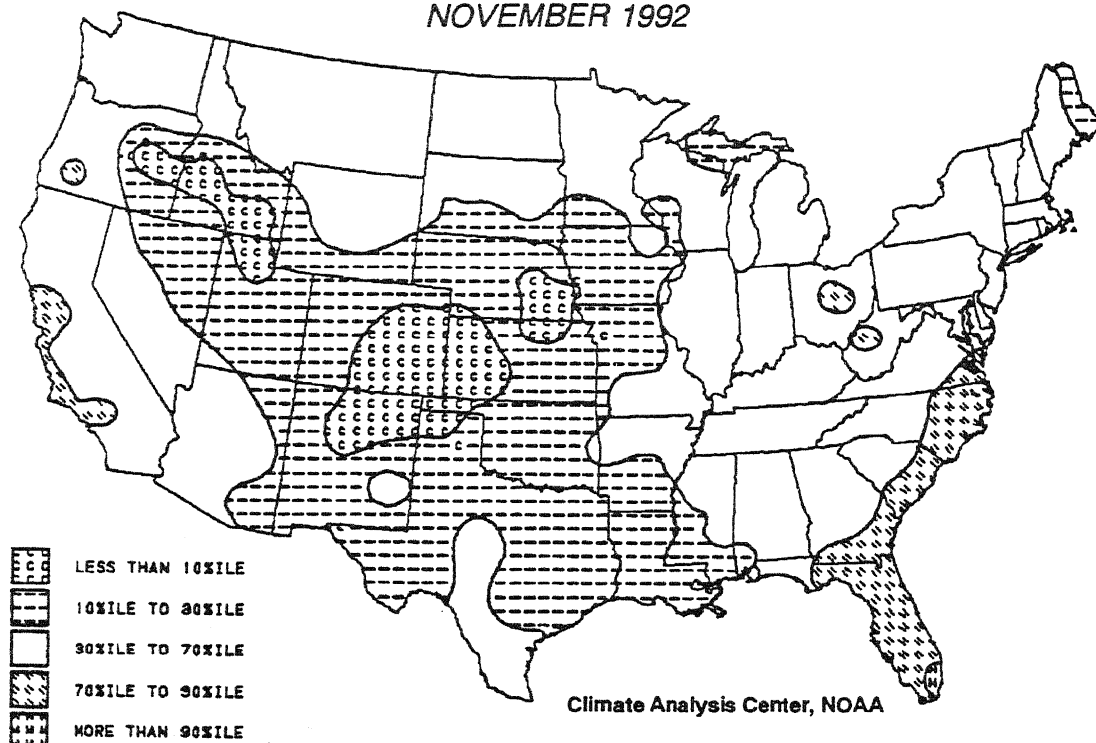 NOVEMBER 1992
LESS THAN 10%ILE
10%ILE TO 30%ILE
30%ILE TO 70%ILE
70%ILE TO 90%ILE
MORE THAN 90%ILE
Climate Analysis Center, NOAA